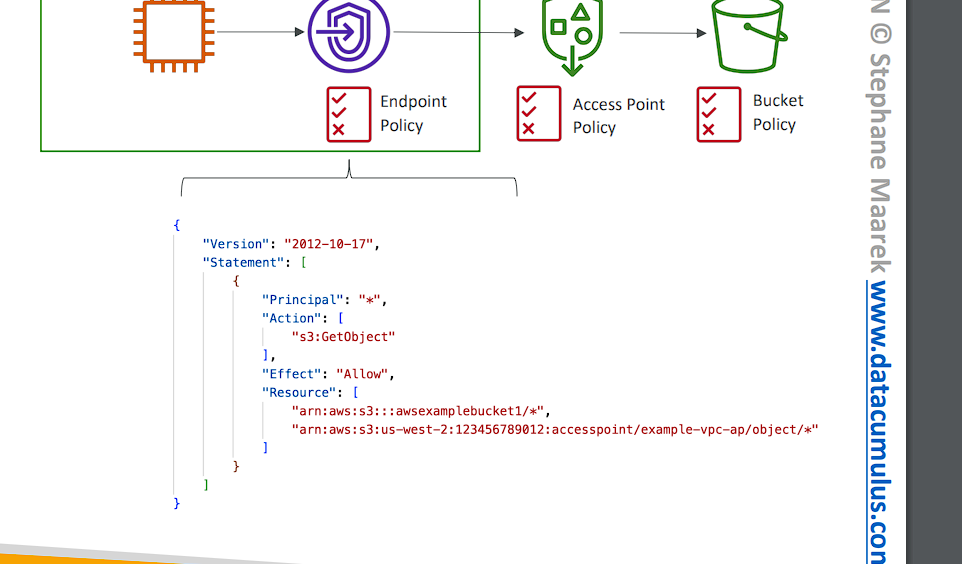 Endpoint
Policy
Access Point
Policy
Bucket
Policy
{
"Version": "2012-10-17",
"Statement": [
{
"Principal": "*",
"Action": [
"s3:GetObject"
],
"Effect": "Allow",
"Resource": [
"arn:aws:s3:::awsexamplebucket1/*",
"arn:aws:s3:us-west-2:123456789012:accesspoint/example-vpc-ap/object/*"
]
}
]
}
N © Stephane Maarek www.datacumulus.con